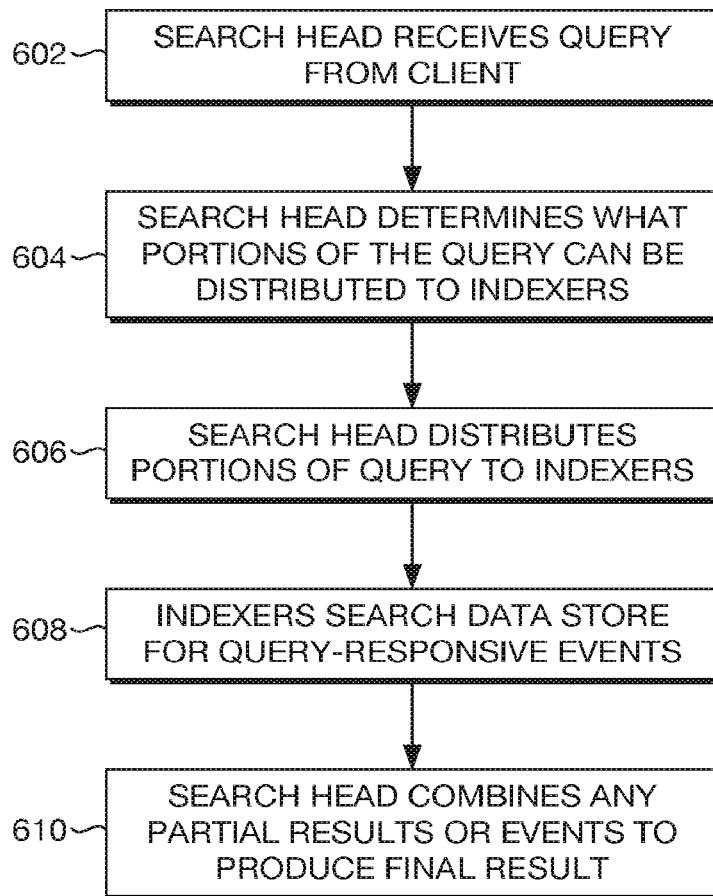 602
SEARCH HEAD RECEIVES QUERY
FROM CLIENT
604
SEARCH HEAD DETERMINES WHAT
PORTIONS OF THE QUERY CAN BE
DISTRIBUTED TO INDEXERS
606
SEARCH HEAD DISTRIBUTES
PORTIONS OF QUERY TO INDEXERS
608
INDEXERS SEARCH DATA STORE
FOR QUERY-RESPONSIVE EVENTS
610
SEARCH HEAD COMBINES ANY
PARTIAL RESULTS OR EVENTS TO
PRODUCE FINAL RESULT